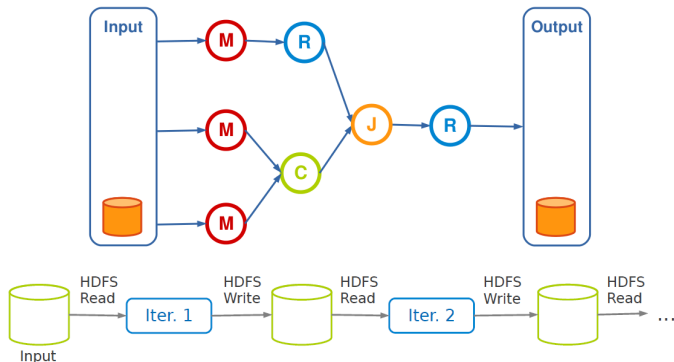 Input
Output
M
R
M
J
R
C
M
HDFS
Read
HDFS
Write
HDFS
Read
HDFS
Write
HDFS
Read
Iter. 1
Iter. 2
...
Input